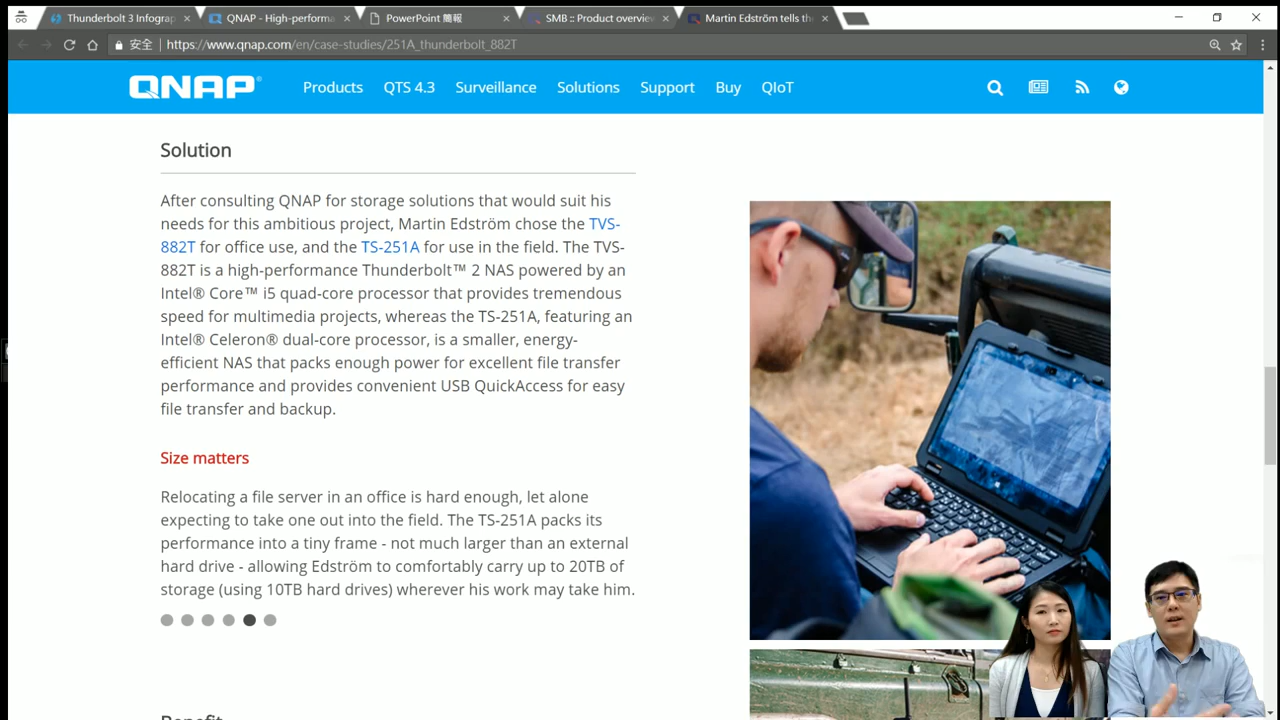 Thunderbolt 3 Infograp
QNAP - High-performa
PowerPoint 簡報
SMB :: Product overview
Martin Edström tells th
安全
https://www.qnap.com/en/case-studies/251A_thunderbolt_882T
QNAP
Products
QTS 4.3
Surveillance
Solutions
Support
Buy
QIoT
Solution
After consulting QNAP for storage solutions that would suit his
needs for this ambitious project, Martin Edström chose the TVS-
882T for office use, and the TS-251A for use in the field. The TVS-
882T is a high-performance Thunderbolt™ 2 NAS powered by an
Intel® Core™ i5 quad-core processor that provides tremendous
speed for multimedia projects, whereas the TS-251A, featuring an
Intel® Celeron® dual-core processor, is a smaller, energy-
efficient NAS that packs enough power for excellent file transfer
performance and provides convenient USB QuickAccess for easy
file transfer and backup.
Size matters
Relocating a file server in an office is hard enough, let alone
expecting to take one out into the field. The TS-251A packs its
performance into a tiny frame - not much larger than an external
hard drive - allowing Edström to comfortably carry up to 20TB of
storage (using 10TB hard drives) wherever his work may take him.
Benefit